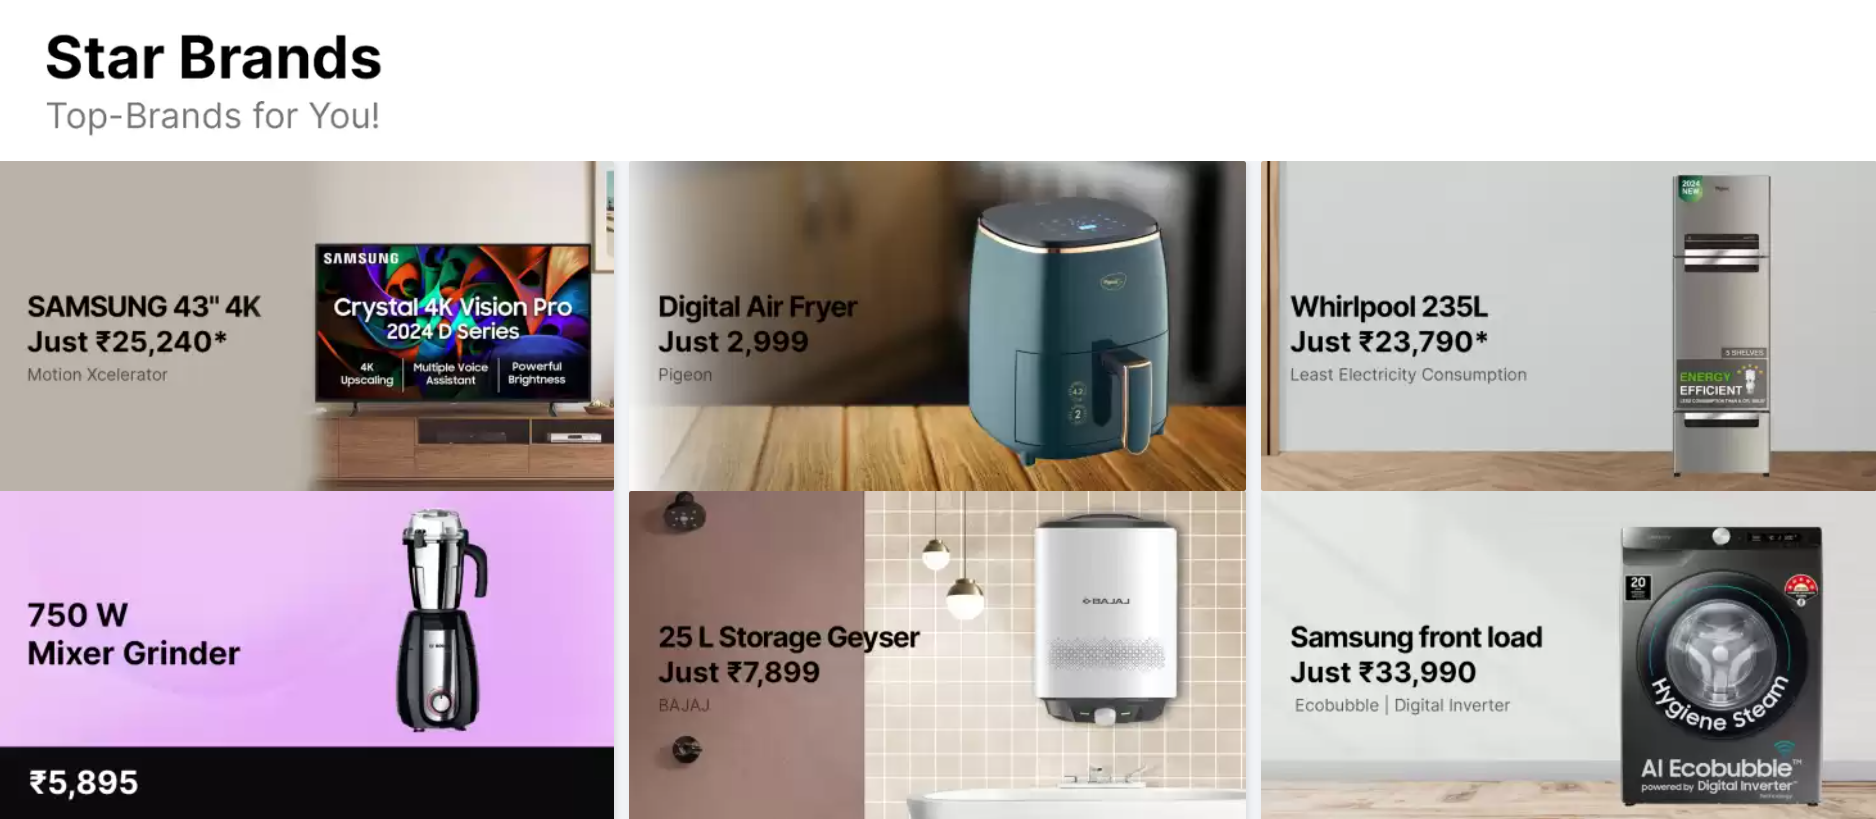 Star Brands
Top-Brands for You!
SAMSUNG 43" 4K
Just ₹25,240*
Motion Xcelerator
SAMSUNG
Crystal 4K Vision Pro
2024 D Series
4K
Upscaling
Multiple Voice
Assistant
Powerful
Brightness
Digital Air Fryer
Just 2,999
Pigeon
4.2
2
Whirlpool 235L
Just ₹23,790*
Least Electricity Consumption
2024
NEW
3 SHELVES
ENERGY
EFFICIENT
750 W
Mixer Grinder
₹5,895
25 L Storage Geyser
Just ₹7,899
BAJAJ
BAJAJ
Samsung front load
Just ₹33,990
Ecobubble | Digital Inverter
20
Hygiene Steam
AI Ecobubble™
powered by Digital Inverter